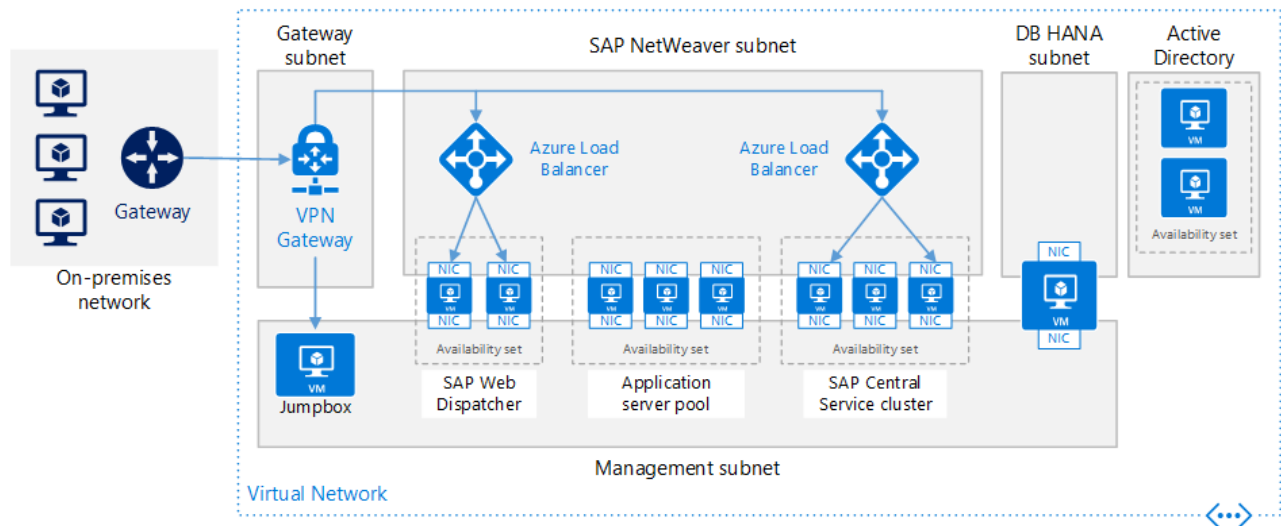 Gateway
subnet
SAP NetWeaver subnet
DB HANA
subnet
Active
Directory
Azure Load
Balancer
Azure Load
Balancer
VM
VM
Availability set
Gateway
VPN
Gateway
On-premises
network
NIC
NIC
NIC
NIC
NIC
NIC
NIC
NIC
NIC
VM
VM
VM
VM
VM
VM
VM
VM
VM
NIC
NIC
NIC
NIC
NIC
NIC
NIC
NIC
Availability set
Availability set
Availability set
NIC
VM
Jumpbox
SAP Web
Dispatcher
Application
server pool
SAP Central
Service cluster
Management subnet
Virtual Network